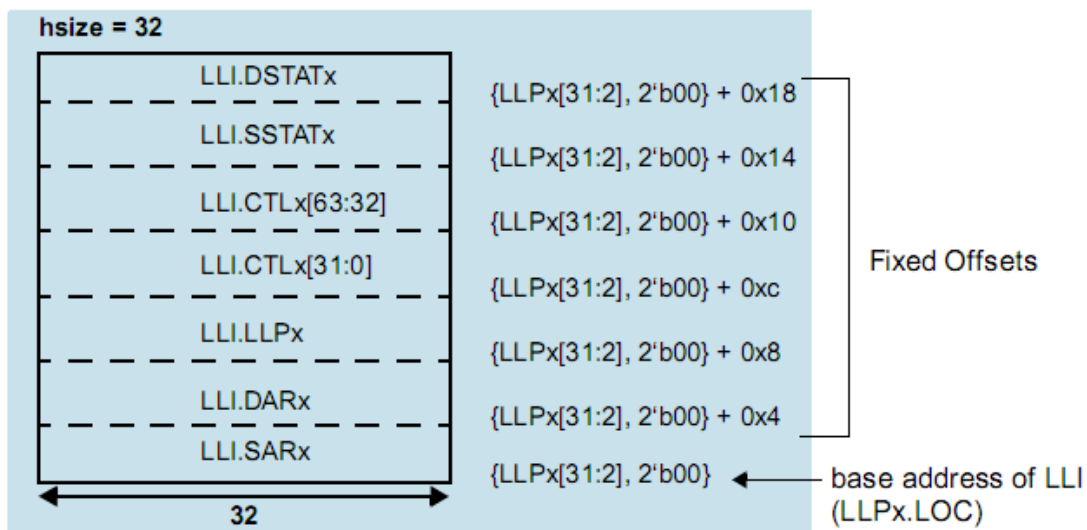 hsize = 32
LLI.DSTATx
{LLPx[31:2], 2‘b00} + 0x18
LLI.SSTATx
{LLPx[31:2], 2‘b00} + 0x14
LLI.CTLx[63:32]
{LLPx[31:2], 2‘b00} + 0x10
Fixed Offsets
LLI.CTLx[31:0]
{LLPx[31:2], 2‘b00} + 0xc
LLI.LLPx
{LLPx[31:2], 2‘b00} + 0x8
LLI.DARx
{LLPx[31:2], 2‘b00} + 0x4
LLI.SARx
{LLPx[31:2], 2‘b00}
base address of LLI
(LLPx.LOC)
32